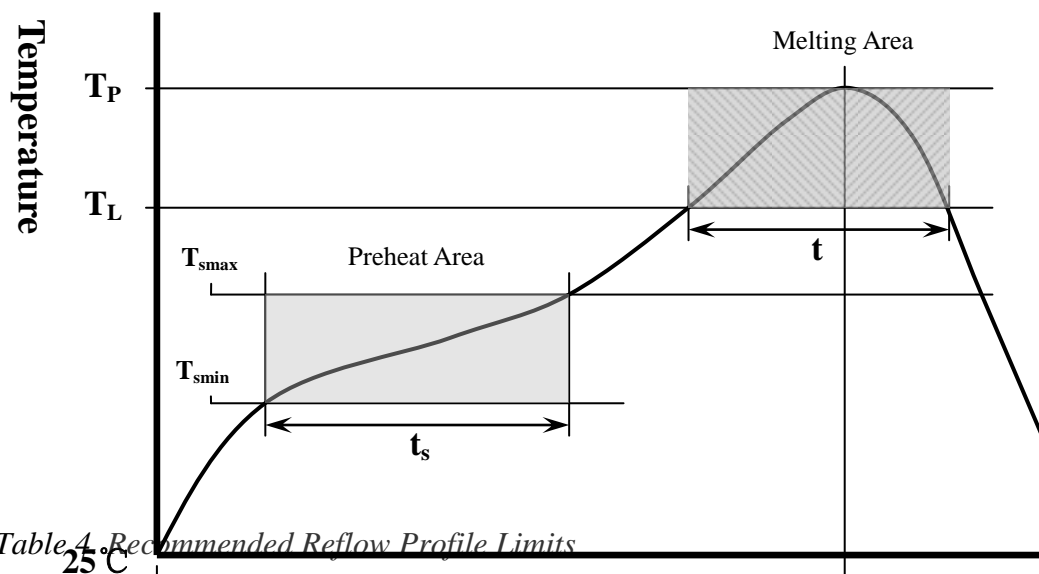 Temperature
Melting Area
TP
TL
t
Tsmax
Preheat Area
Tsmin
ts
Table 4. Recommended Reflow Profile Limits
25℃